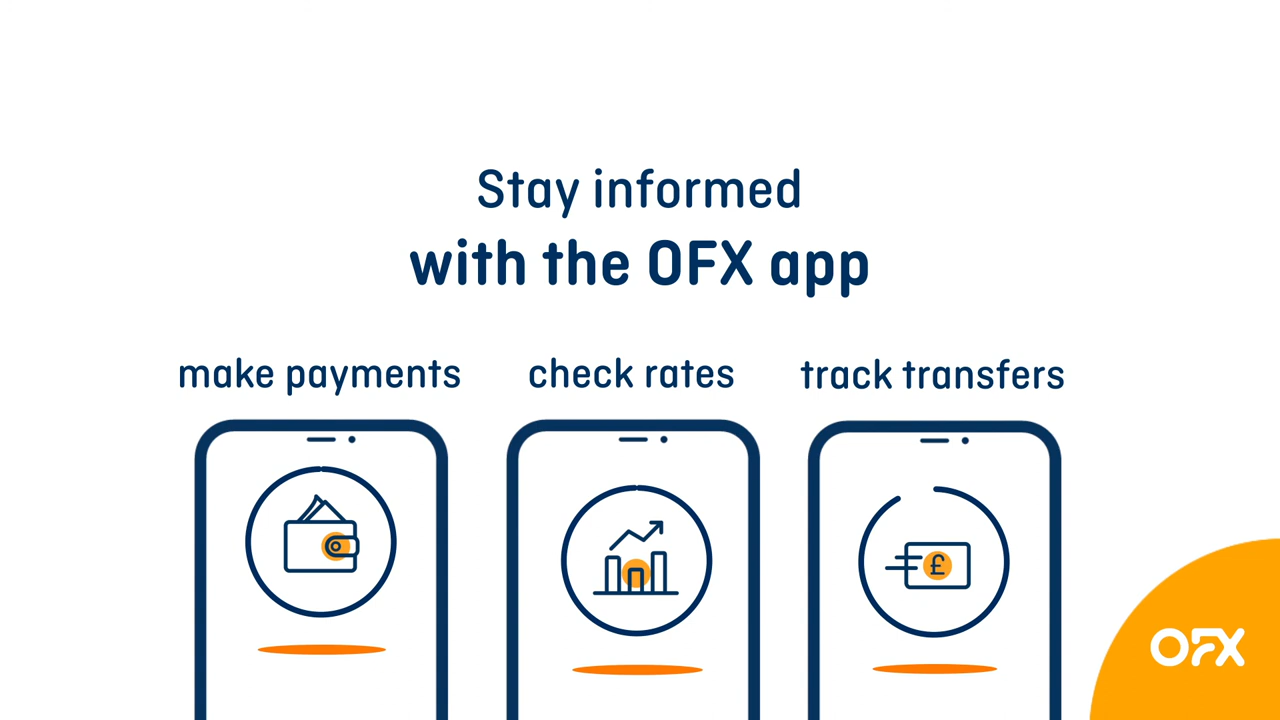 Stay informed
with the OFX app
make payments
check rates
track transfers
£
OFX